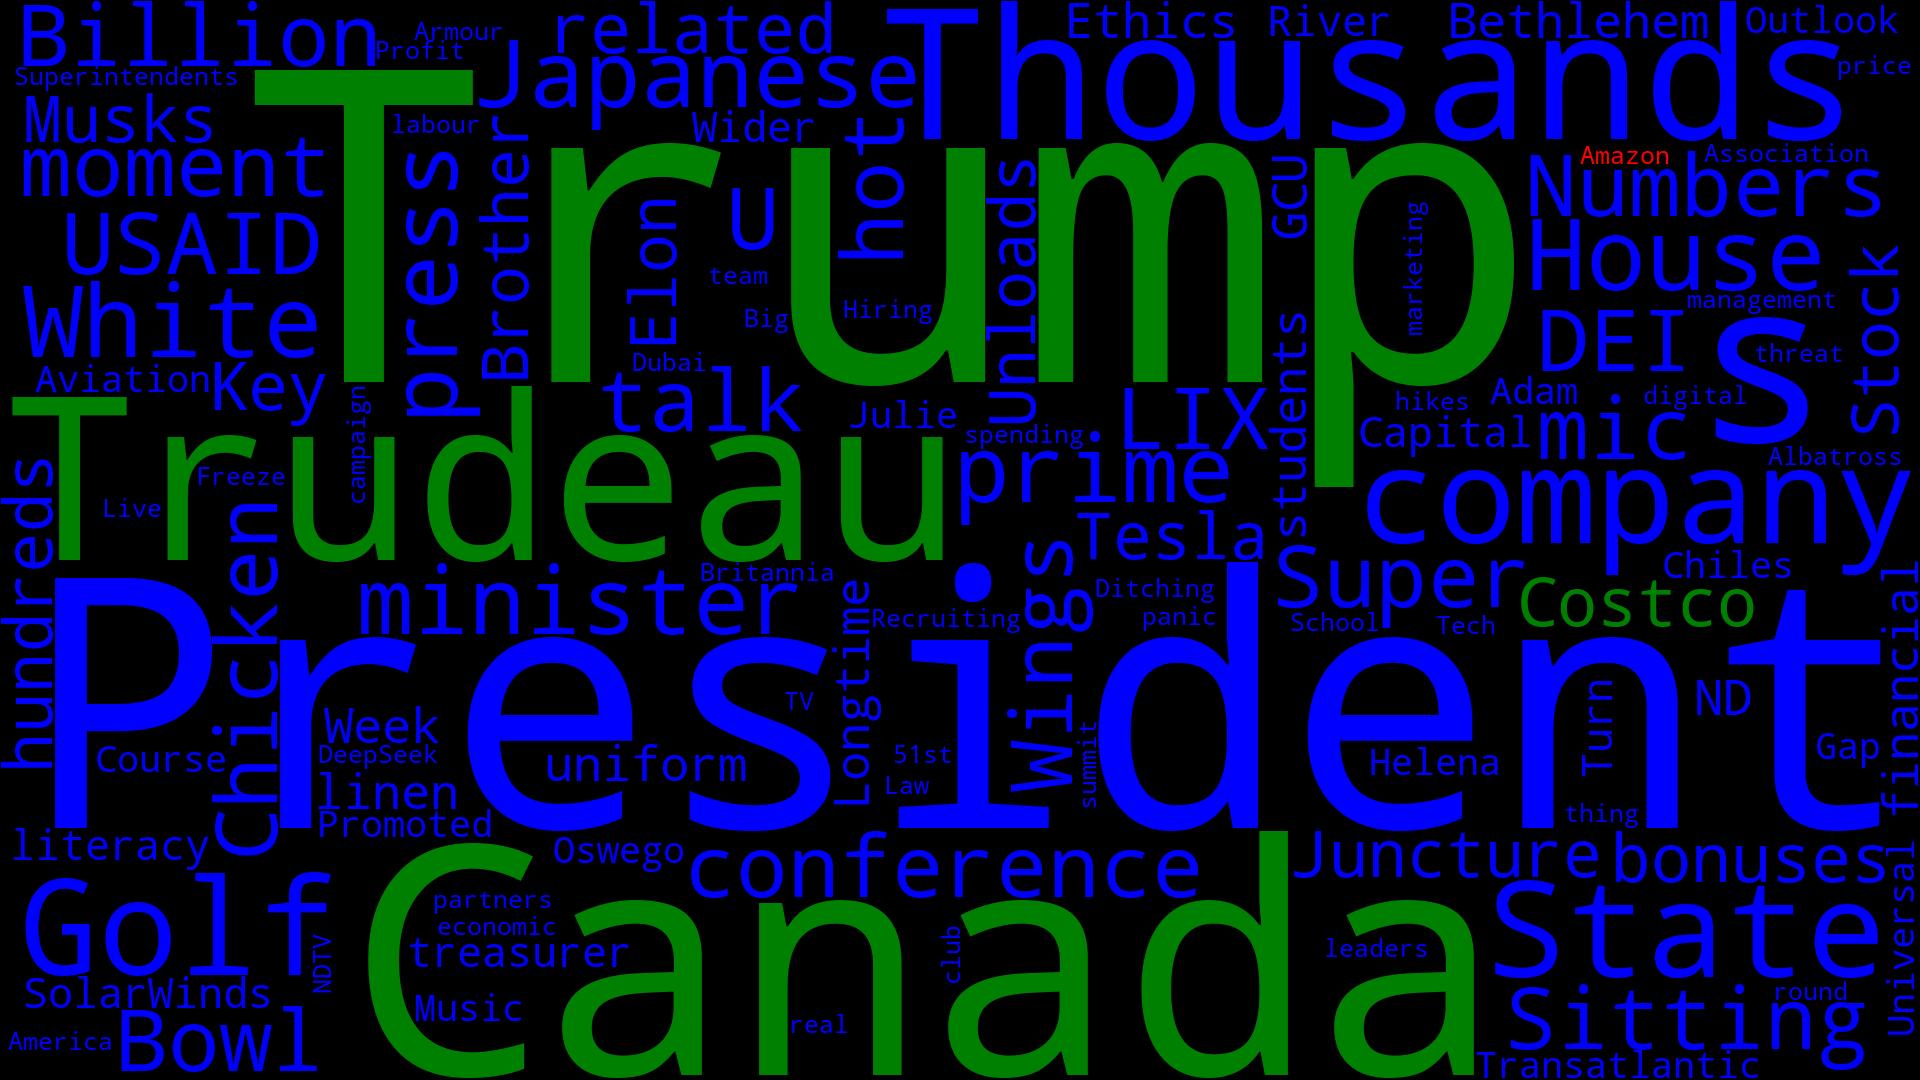 Billion
Armour
Profit
related
Thousands
Ethics
River
Bethlehem
Outlook
price
Superintendents
Japanese
Musks
Trump
labour
Wider
hot
Amazon
Association
moment
press
Brother
Numbers
GCU
Unloads
USAID
Elon
U
marketing
House
Stock
team
White
Big
Hiring
management
DEI
s
threat
Aviation
Key
Dubai
talk
Julie
LIX
students
hikes
Adam
digital
Trudeau
campaign
spending
Capital
mic
Albatross
hundreds
Freeze
Live
Chicken
prime
company
Tesla
Wings
Super
Chiles
financial
minister
Britannia
Longtime
Recruiting
Ditching
panic
School
Tech
Costco
President
Week
TV
Turn
ND
Course
DeepSeek
uniform
51st
Law
summit
Helena
Gap
linen
Promoted
thing
literacy
Oswego
conference
Juncture
bonuses
Universal
Golf
Canada
partners
economic
treasurer
club
leaders
State
NDTV
SolarWinds
Music
real
Sitting
round
America
Bowl
Transatlantic